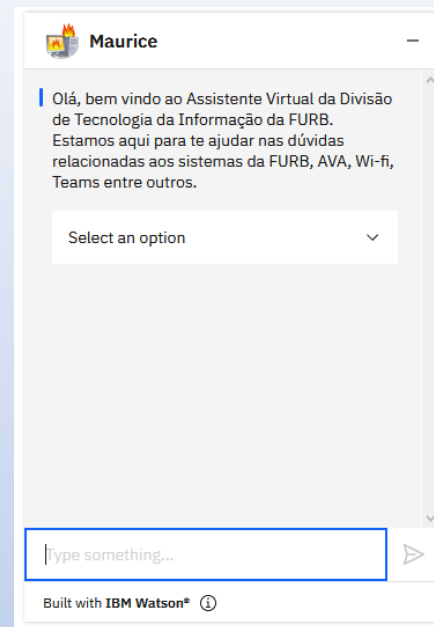 Maurice
Olá, bem vindo ao Assistente Virtual da Divisão
de Tecnologia da Informação da FURB.
Estamos aqui para te ajudar nas dúvidas
relacionadas aos sistemas da FURB, AVA, Wi-fi,
Teams entre outros.
Select an option
Type something...
Built with IBM Watson®